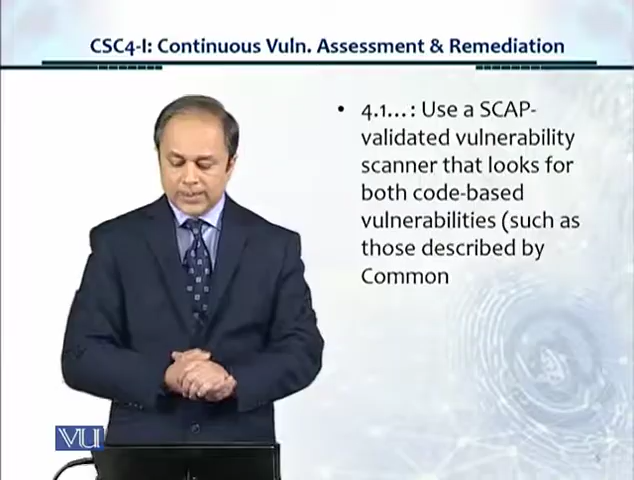 CSC4-I: Continuous Vuln. Assessment & Remediation
• 4.1...: Use a SCAP-
validated vulnerability
scanner that looks for
both code-based
vulnerabilities (such as
those described by
Common
VU